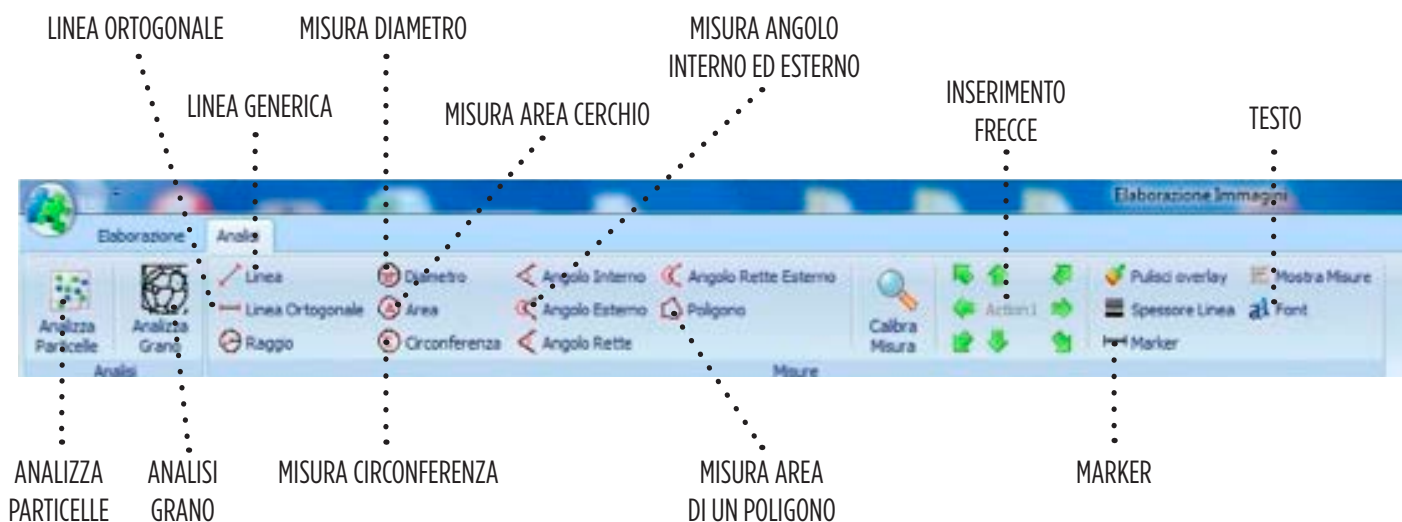 LINEA ORTOGONALE
MISURA DIAMETRO
MISURA ANGOLO
INTERNO ED ESTERNO
LINEA GENERICA
MISURA AREA CERCHIO
INSERIMENTO
FRECCE
TESTO
Elaborazione Immagini
Elaborazione
Analisi
Linea
Diametro
Angolo Interno
Angolo Rette Esterno
Pulisci overlay
Mostra Misure
Linea Ortogonale
Area
Angolo Esterno
Poligono
Action1
Spessore Linea
Font
Analizza
Particelle
Analizza
Grano
Raggio
Circonferenza
Angolo Rette
Calibra
Misura
Marker
Analisi
Misure
ANALIZZA
PARTICELLE
ANALISI
GRANO
MISURA CIRCONFERENZA
MISURA AREA
DI UN POLIGONO
MARKER